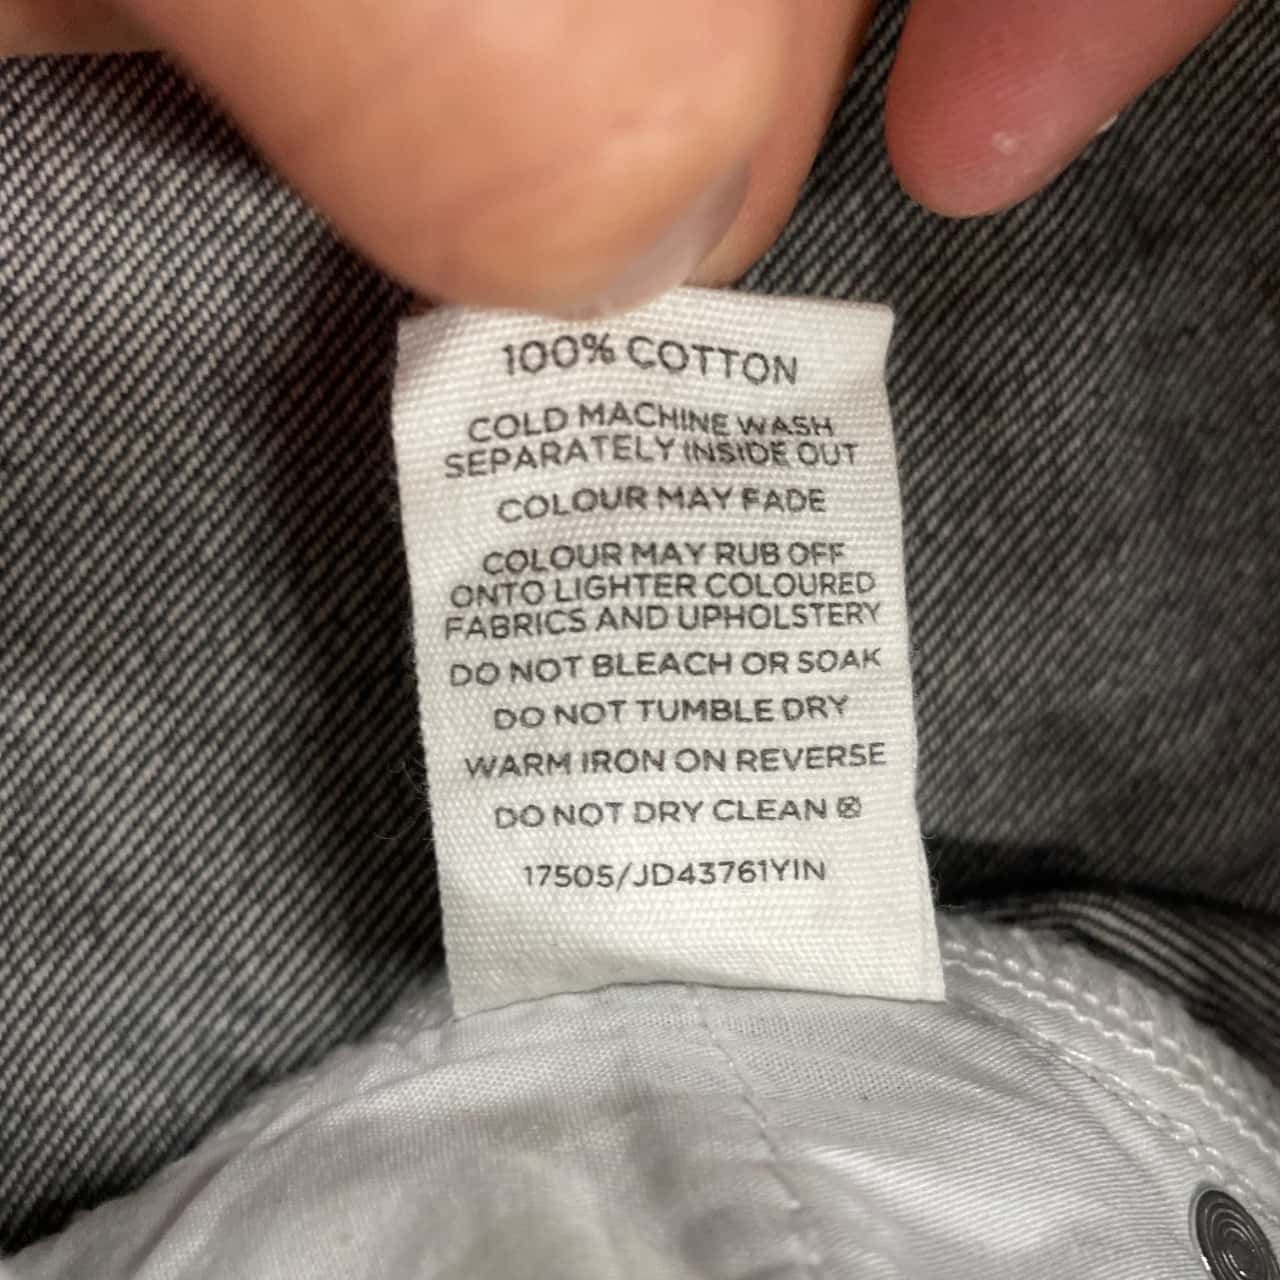 100% COTTON
COLD MACHINE WASH
SEPARATELY INSIDE OUT
COLOUR MAY FADE
COLOUR MAY RUB OFF
ONTO LIGHTER COLOURED
FABRICS AND UPHOLSTERY
DO NOT BLEACH OR SOAK
DO NOT TUMBLE DRY
WARM IRON ON REVERSE
DO NOT DRY CLEAN
17505/JD43761YIN